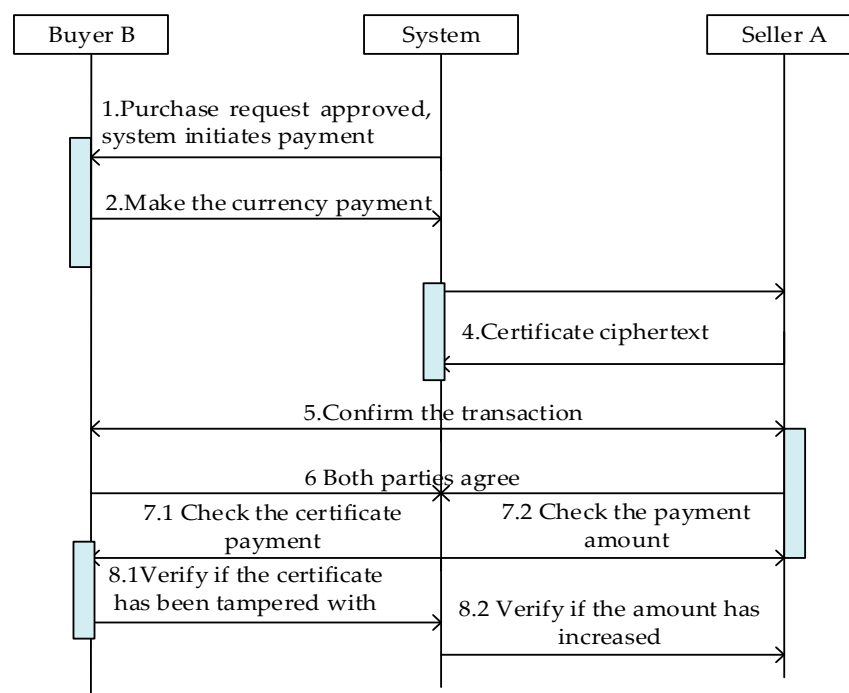 Buyer B
System
Seller A
1.Purchase request approved,
system initiates payment
2.Make the currency payment
4.Certificate ciphertext
5.Confirm the transaction
6 Both parties agree
7.1 Check the certificate
payment
7.2 Check the payment
amount
8.1Verify if the certificate
has been tampered with
8.2 Verify if the amount has
increased